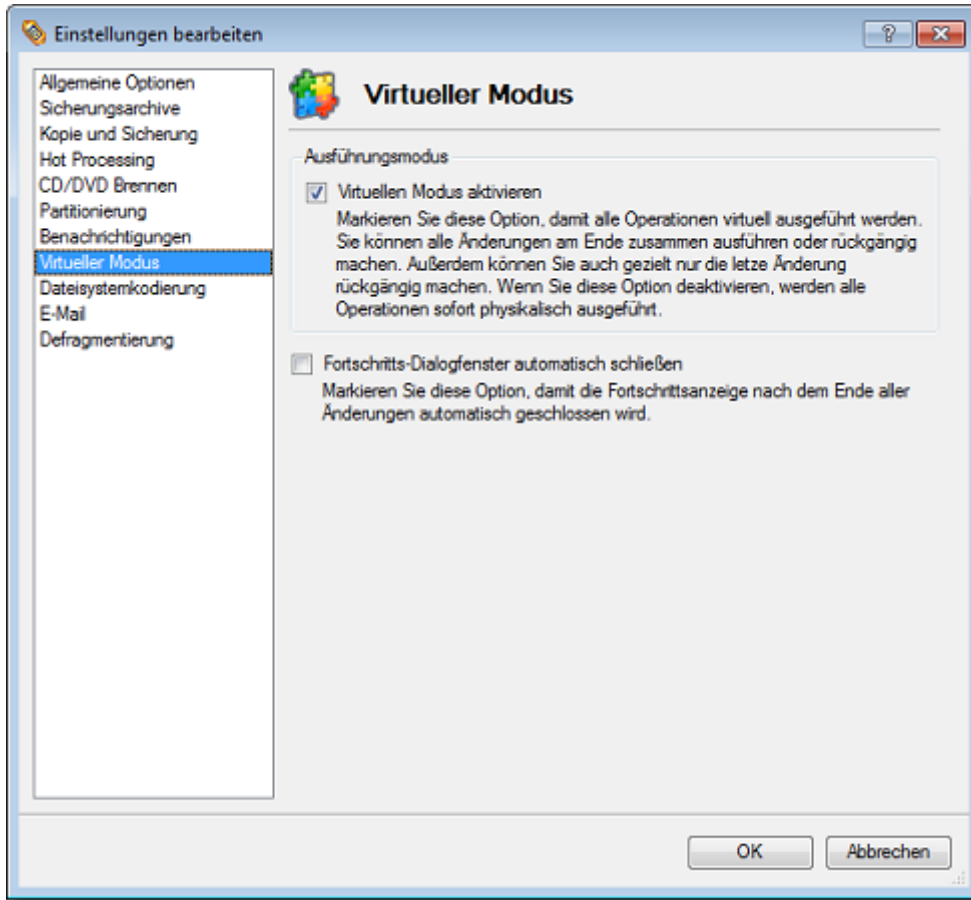 Einstellungen bearbeiten
Allgemeine Optionen
Sicherungsarchive
Kopie und Sicherung
Hot Processing
CD/DVD Brennen
Partitionierung
Benachrichtigungen
Virtueller Modus
Dateisystemkodierung
E-Mail
Defragmentierung
Virtueller Modus
Ausführungsmodus
Virtuellen Modus aktivieren
Markieren Sie diese Option, damit alle Operationen virtuell ausgeführt werden.
Sie können alle Änderungen am Ende zusammen ausführen oder rückgängig
machen. Außerdem können Sie auch gezielt nur die letze Änderung
rückgängig machen. Wenn Sie diese Option deaktivieren, werden alle
Operationen sofort physikalisch ausgeführt.
Fortschritts-Dialogfenster automatisch schließen
Markieren Sie diese Option, damit die Fortschrittsanzeige nach dem Ende aller
Änderungen automatisch geschlossen wird.
OK
Abbrechen